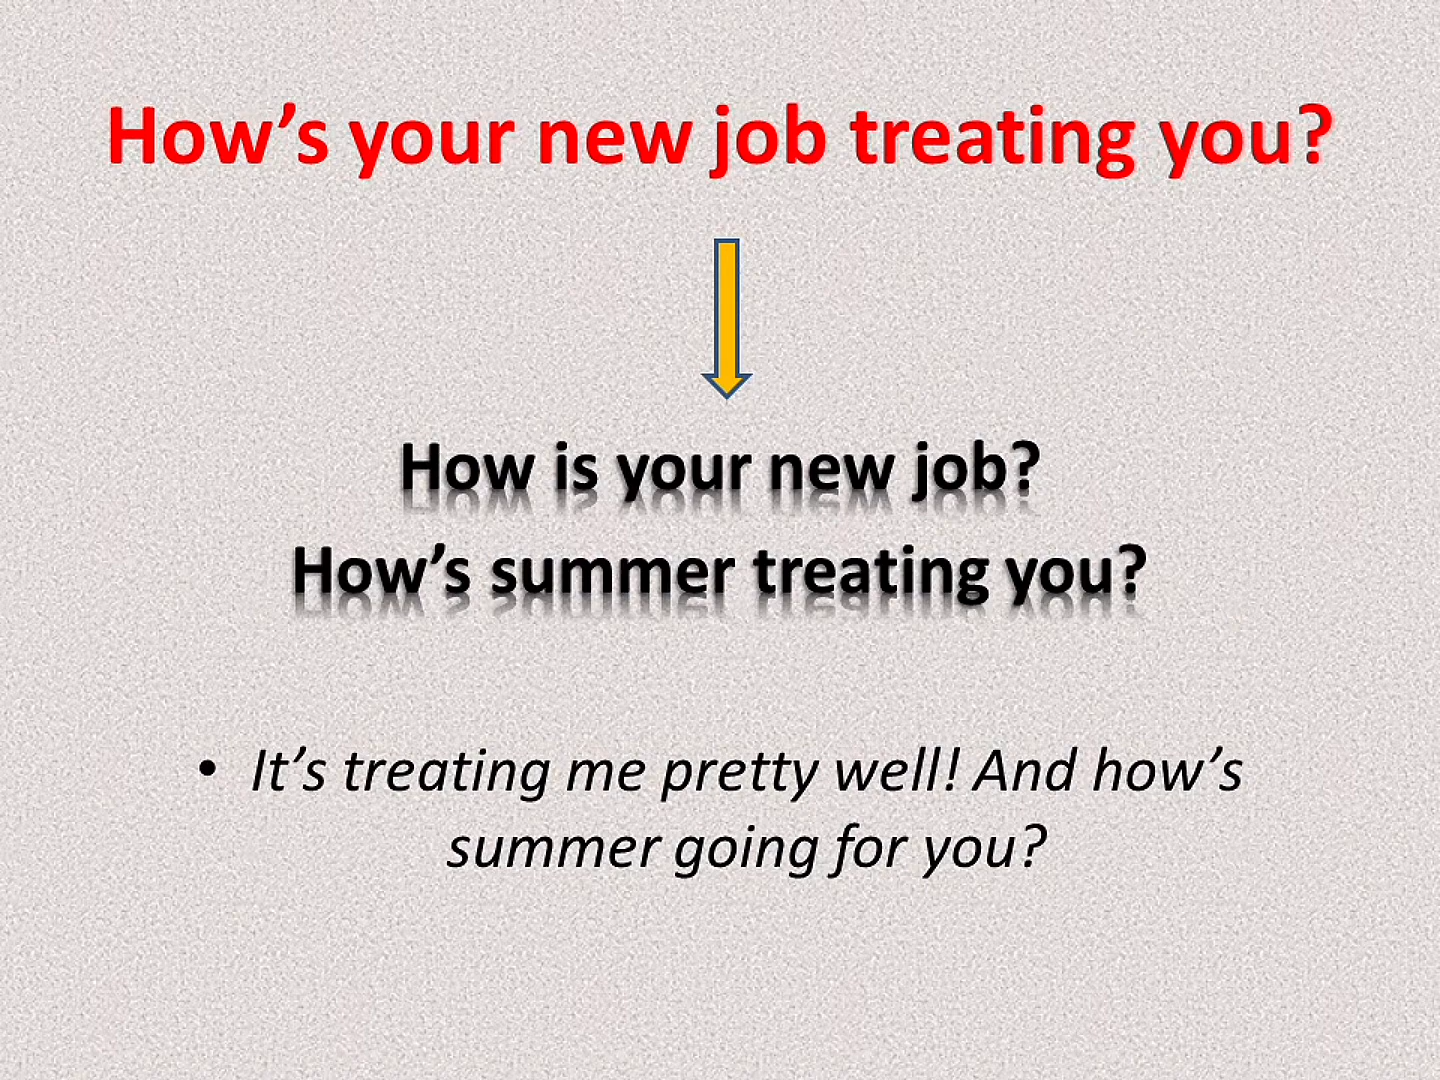 How’s your new job treating you?
How is your new job?
How’s summer treating you?
• It’s treating me pretty well! And how’s
summer going for you?